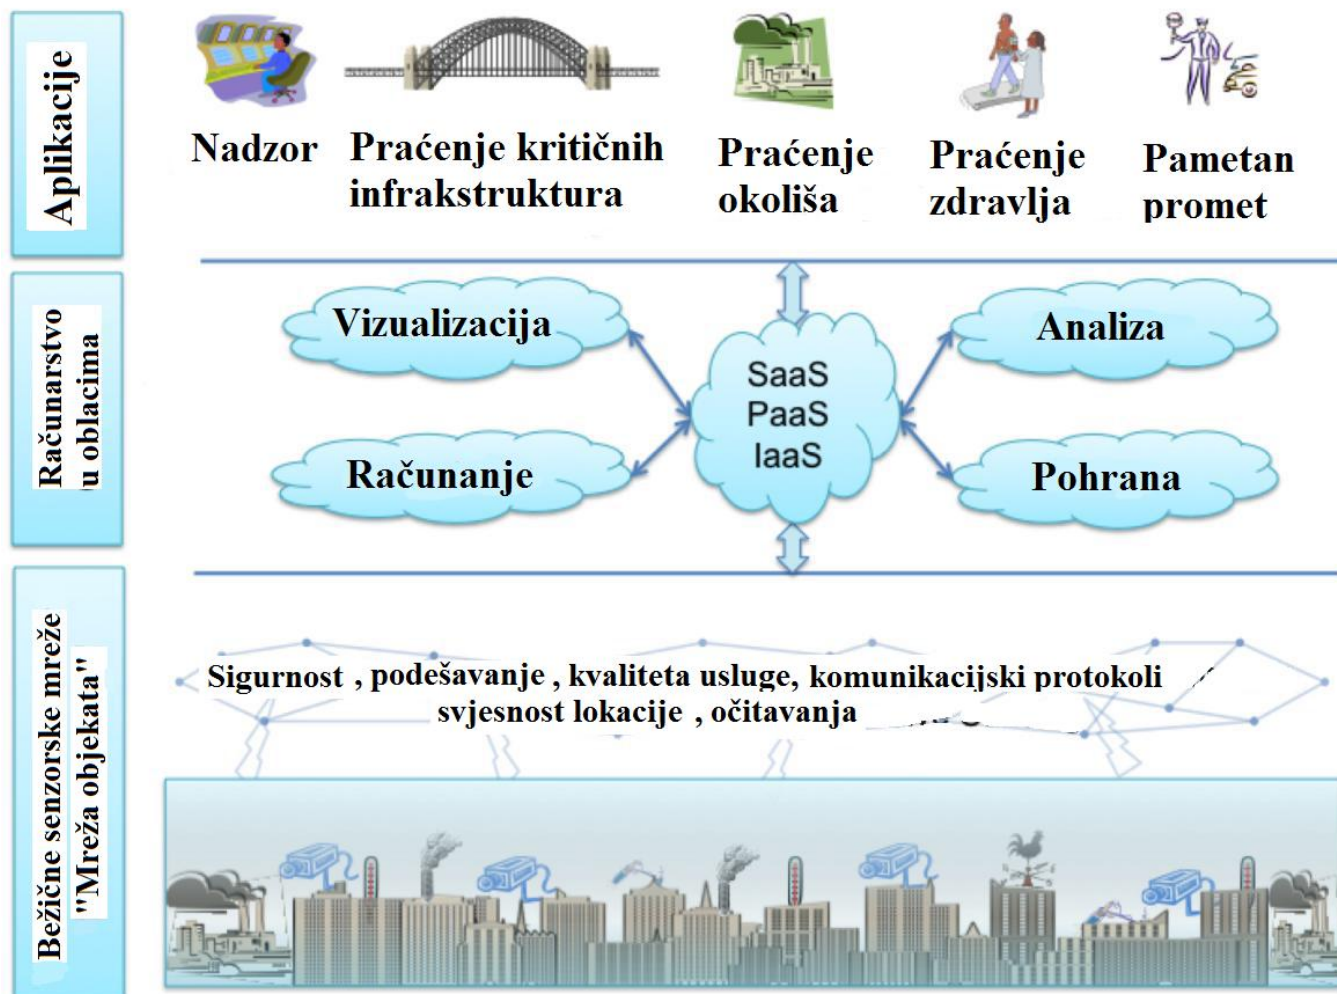 Aplikacije
Nadzor
Praćenje kritičnih
infrakstruktura
Praćenje
okoliša
Praćenje
zdravlja
Pametan
promet
Računarstvo
u oblacima
Vizualizacija
Analiza
SaaS
PaaS
IaaS
Računanje
Pohrana
Bežične senzorske mreže
"Mreža objekata"
Sigurnost , podešavanje , kvaliteta usluge, komunikacijski protokoli
svjesnost lokacije , očitavanja